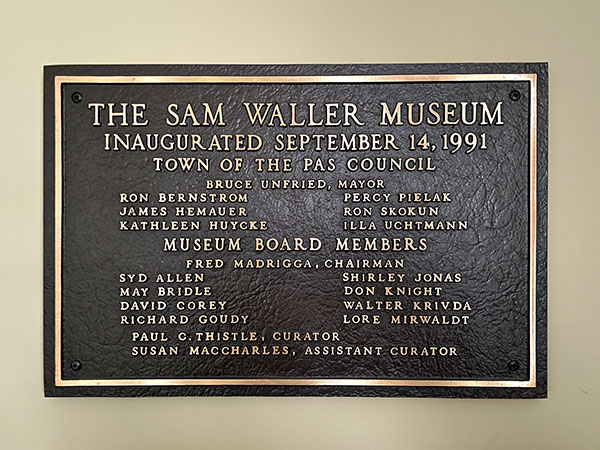 THE SAM WALLER MUSEUM
INAUGURATED SEPTEMBER 14, 1991
TOWN OF THE PAS COUNCIL
BRUCE UNFRIED, MAYOR
RON BERNSTROM PERCY PIELAK
JAMES HEMAUER RON SKOKUN
KATHLEEN HUYCKE ILLA UCHTMANN
MUSEUM BOARD MEMBERS
FRED MADRIGGA, CHAIRMAN
SYD ALLEN SHIRLEY JONAS
MAY BRIDLE DON KNIGHT
DAVID COREY WALTER KRIVDA
RICHARD GOUDY LORE MIRWALDT
PAUL C. THISTLE, CURATOR
SUSAN MACCHARLES, ASSISTANT CURATOR